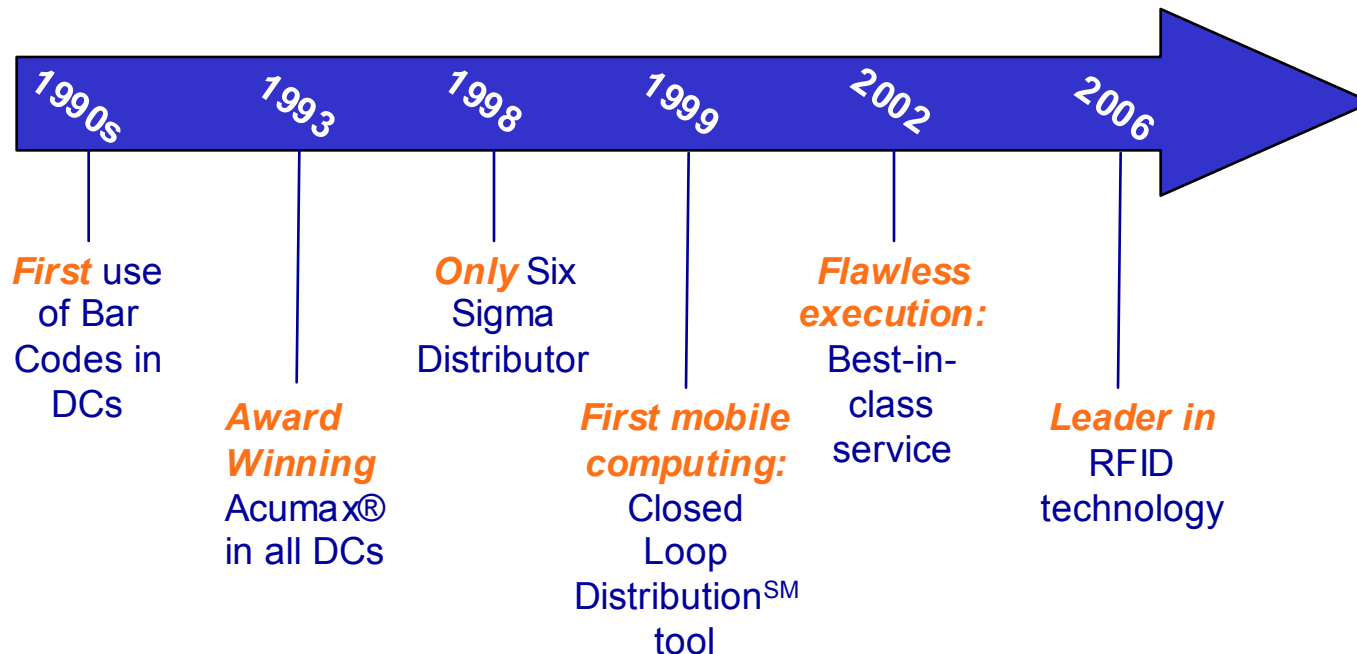 1990s
1993
1998
1999
2002
2006
First use
of Bar
Codes in
DCs
Award
Winning
Acumax®
in all DCs
Only Six
Sigma
Distributor
First mobile
computing:
Closed
Loop
Distribution℠
tool
Flawless
execution:
Best-in-
class
service
Leader in
RFID
technology